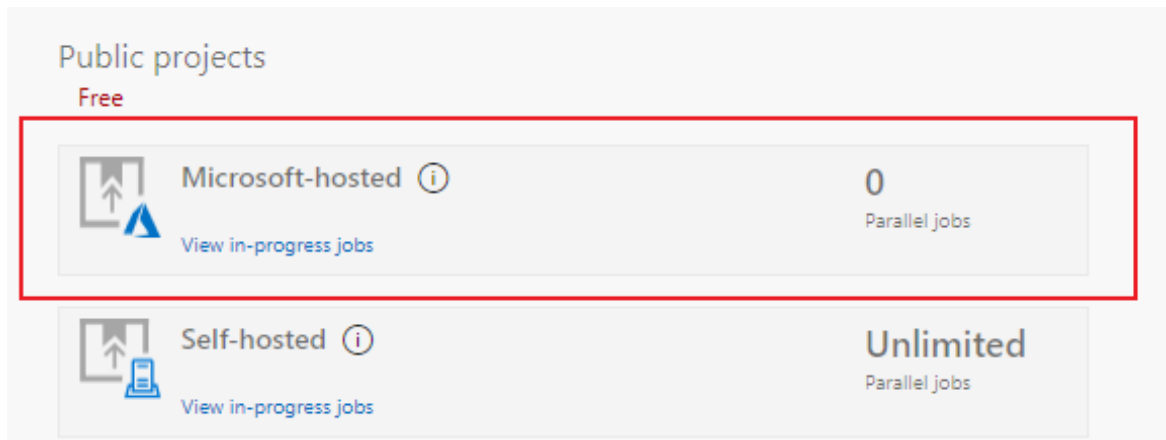 Public projects
Free
Microsoft-hosted
0
Parallel jobs
View in-progress jobs
Self-hosted
Unlimited
Parallel jobs
View in-progress jobs